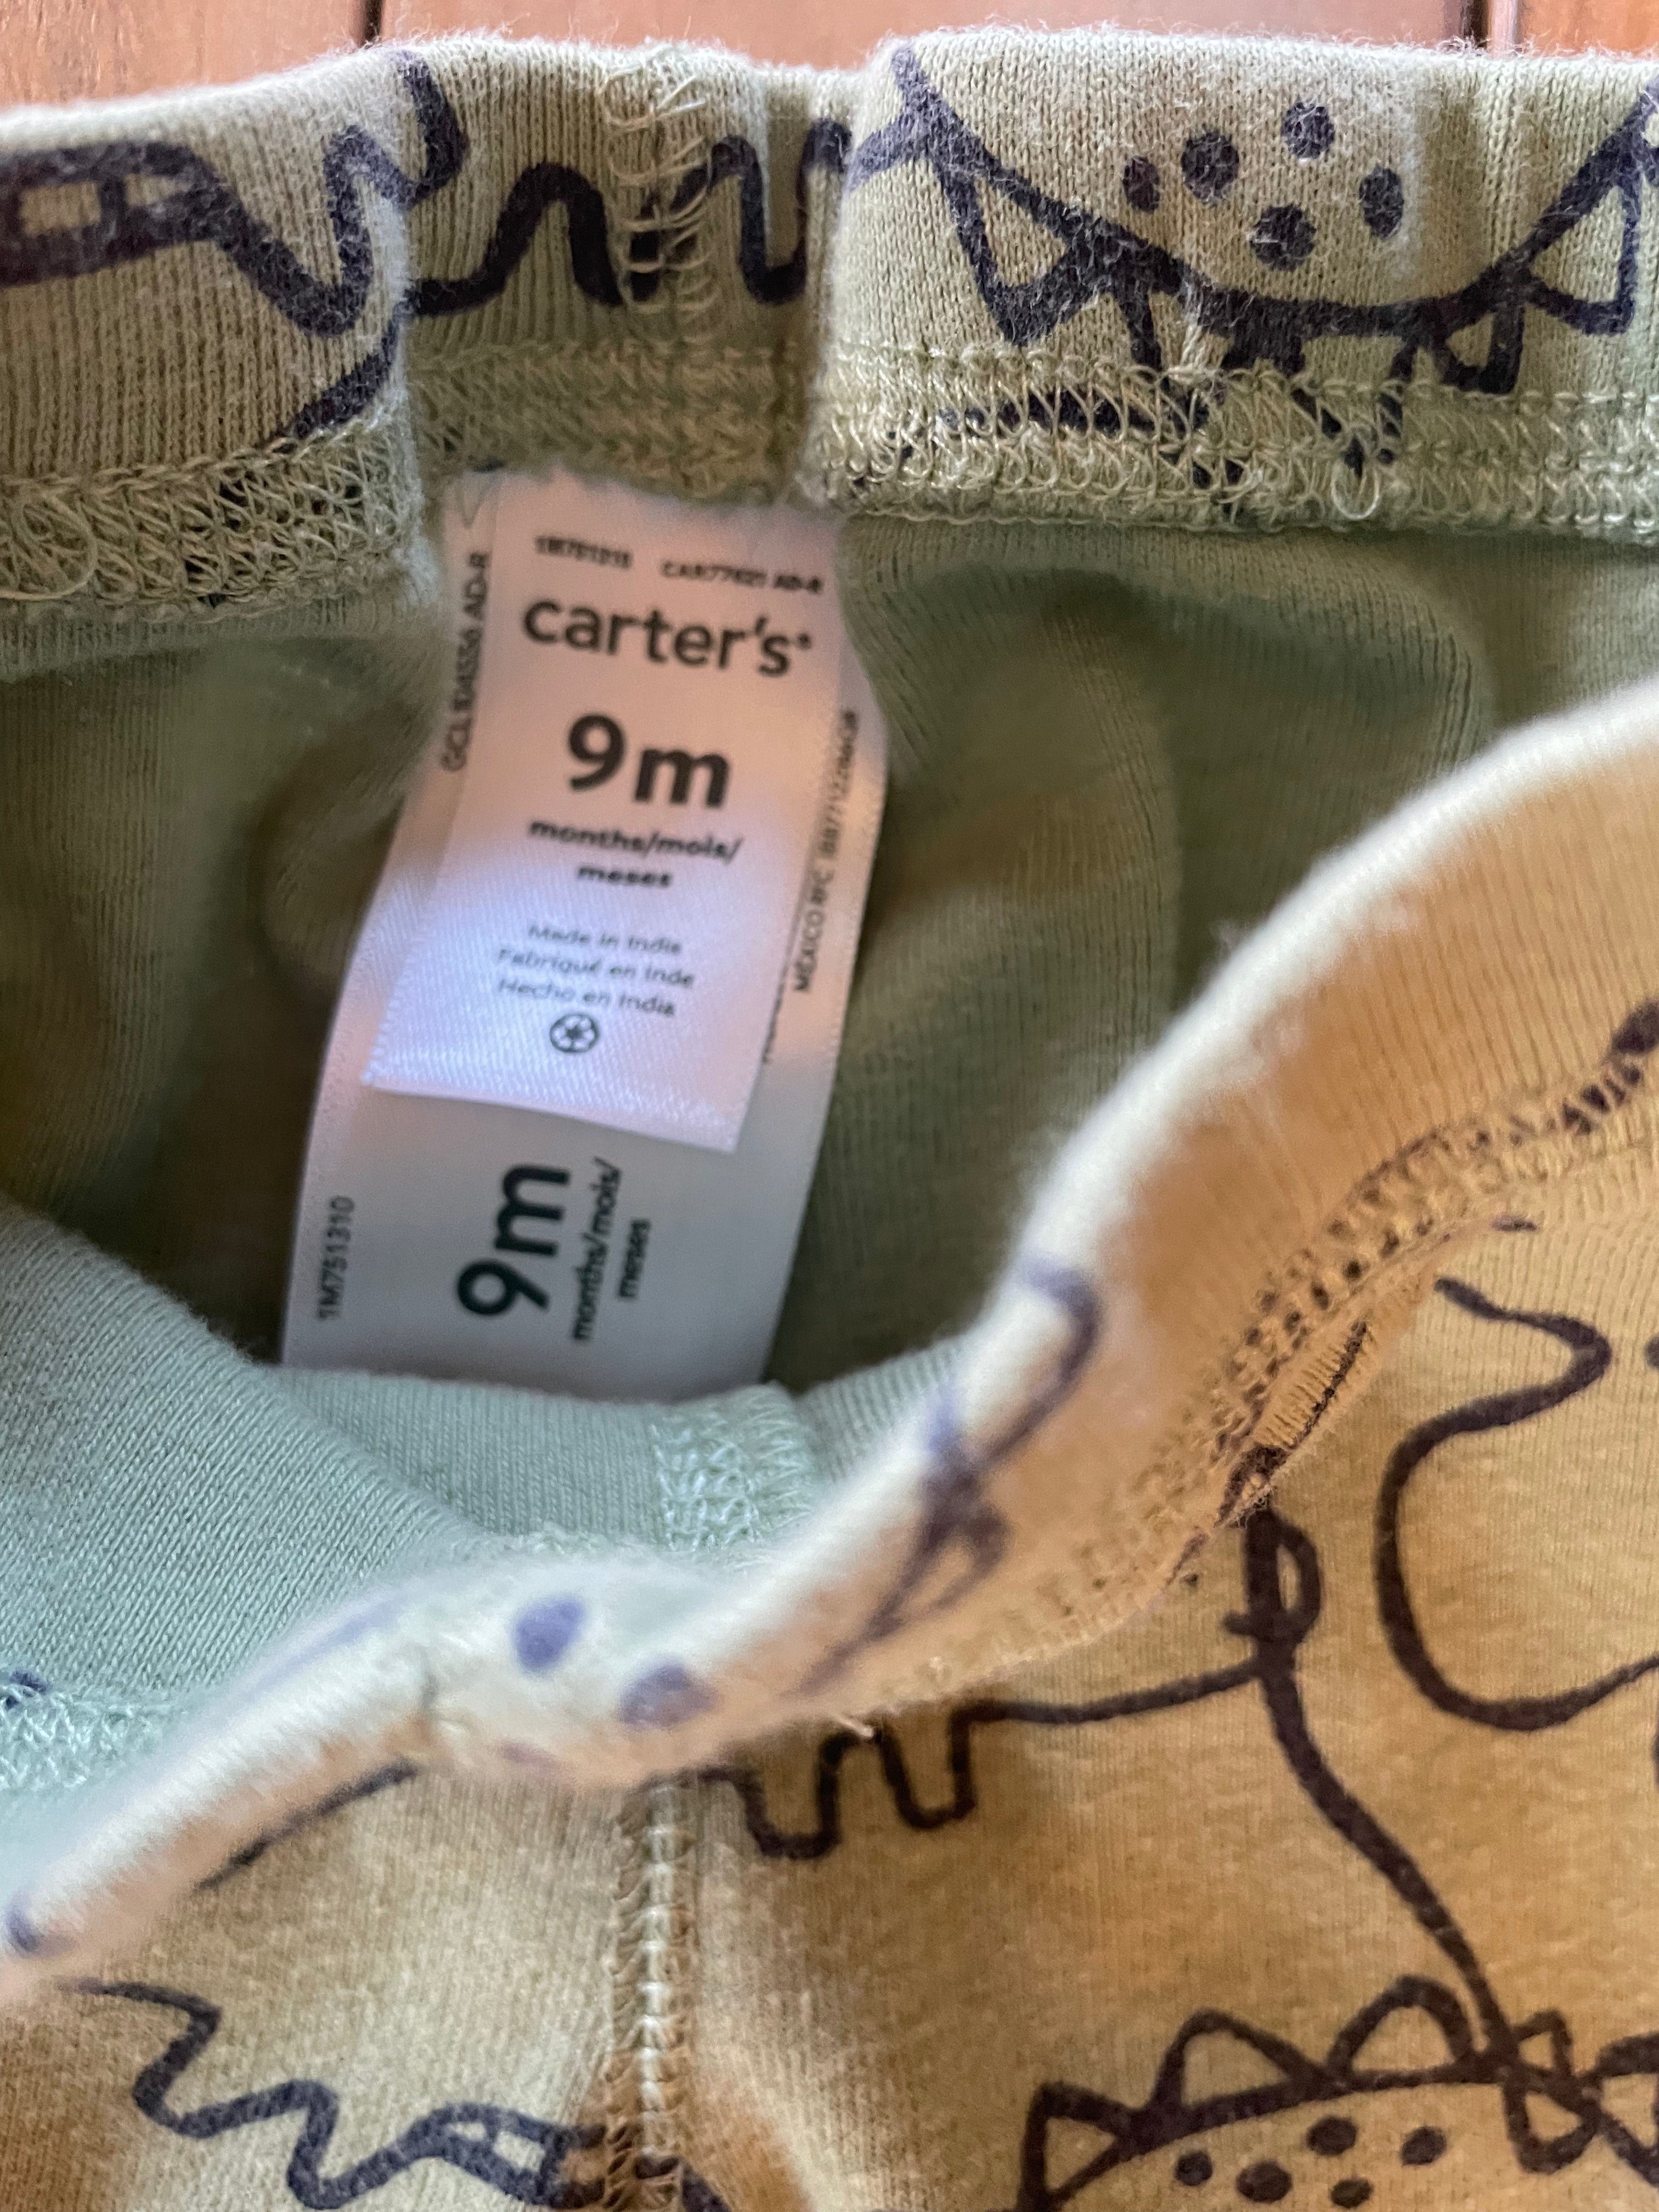 carter's
9m
months/mois/
meses
Made in India
Fabriqué en Inde
Hecho en India
1M751310
9m
months/mois/
meses